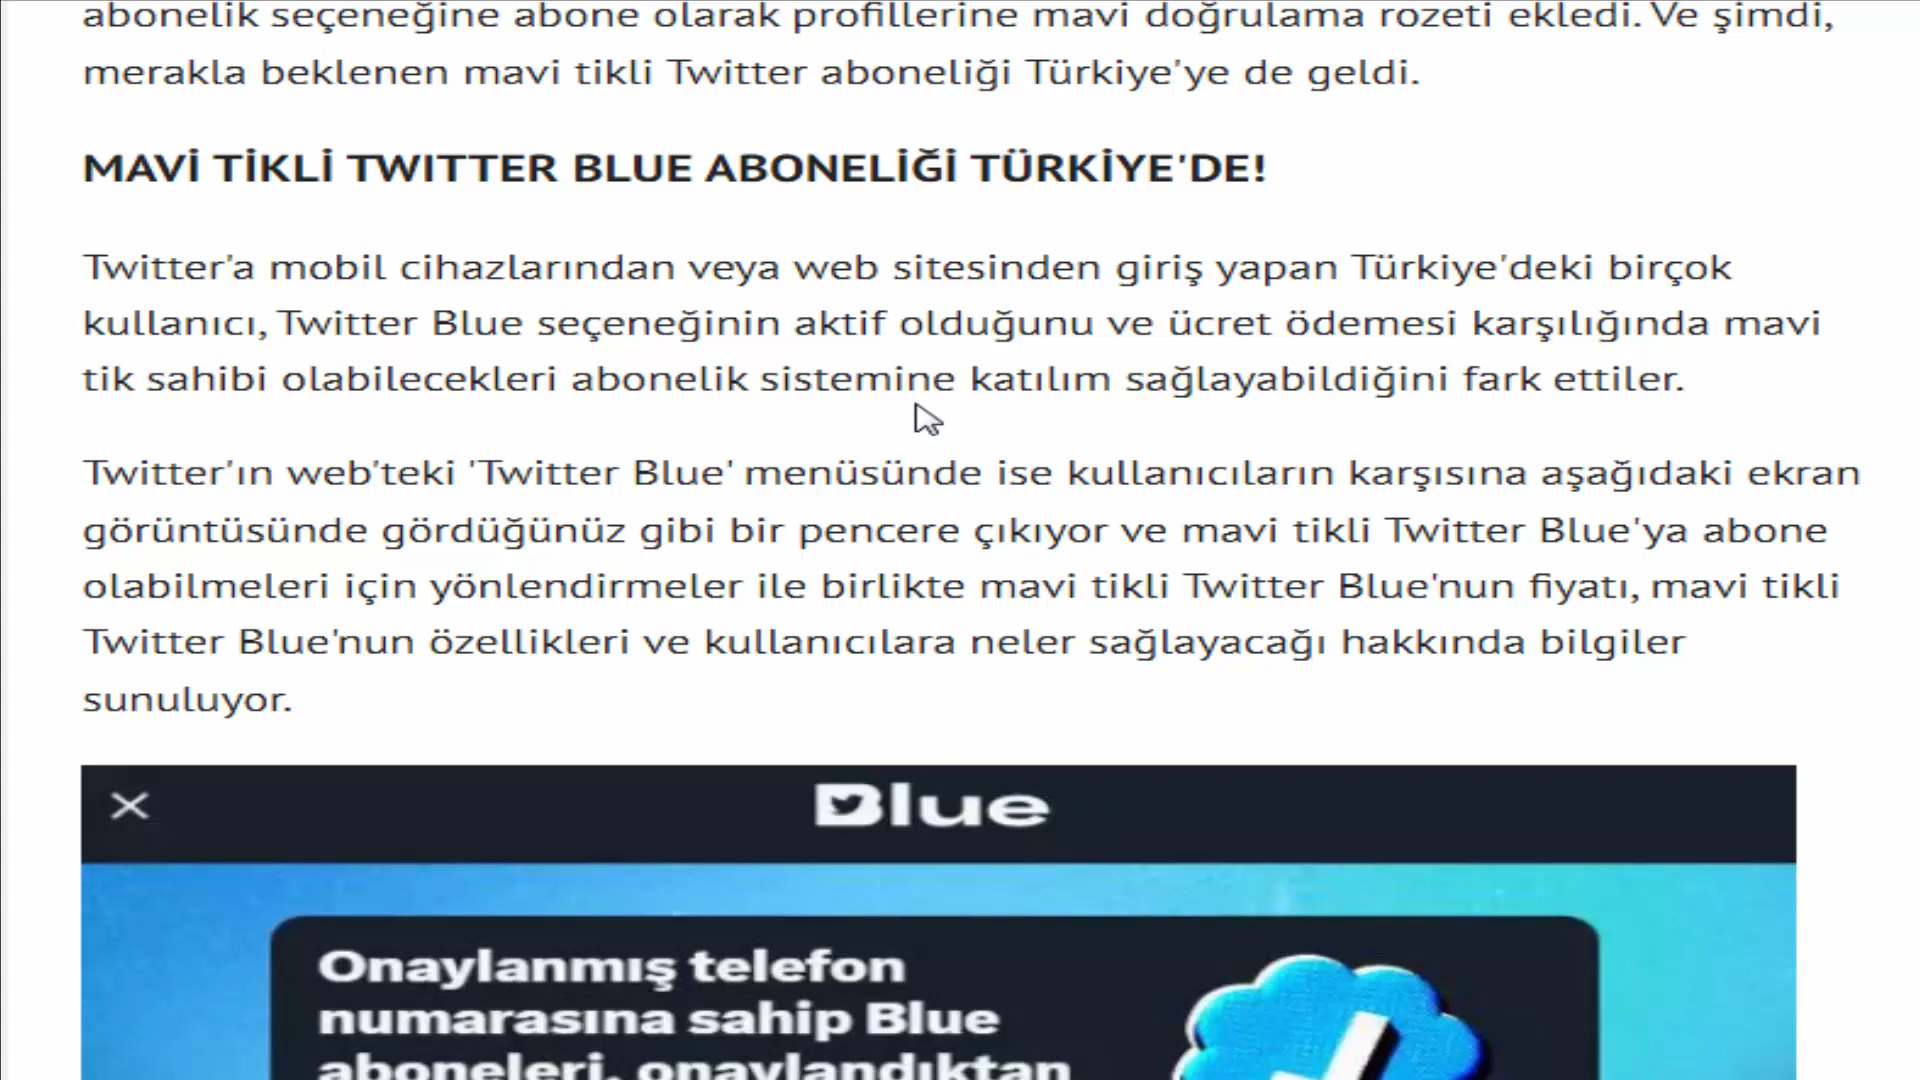 abonelik seçeneğine abone olarak profillerine mavi doğrulama rozeti ekledi. Ve şimdi,
merakla beklenen mavi tikli Twitter aboneliği Türkiye'ye de geldi.
MAVİ TİKLİ TWITTER BLUE ABONELİĞİ TÜRKİYE'DE!
Twitter'a mobil cihazlarından veya web sitesinden giriş yapan Türkiye'deki birçok
kullanıcı, Twitter Blue seçeneğinin aktif olduğunu ve ücret ödemesi karşılığında mavi
tik sahibi olabilecekleri abonelik sistemine katılım sağlayabildiğini fark ettiler.
Twitter'ın web'teki 'Twitter Blue' menüsünde ise kullanıcıların karşısına aşağıdaki ekran
görüntüsünde gördüğünüz gibi bir pencere çıkıyor ve mavi tikli Twitter Blue'ya abone
olabilmeleri için yönlendirmeler ile birlikte mavi tikli Twitter Blue'nun fiyatı, mavi tikli
Twitter Blue'nun özellikleri ve kullanıcılara neler sağlayacağı hakkında bilgiler
sunuluyor.
Blue
Onaylanmış telefon
numarasına sahip Blue
aboneleri, onaylandıktan